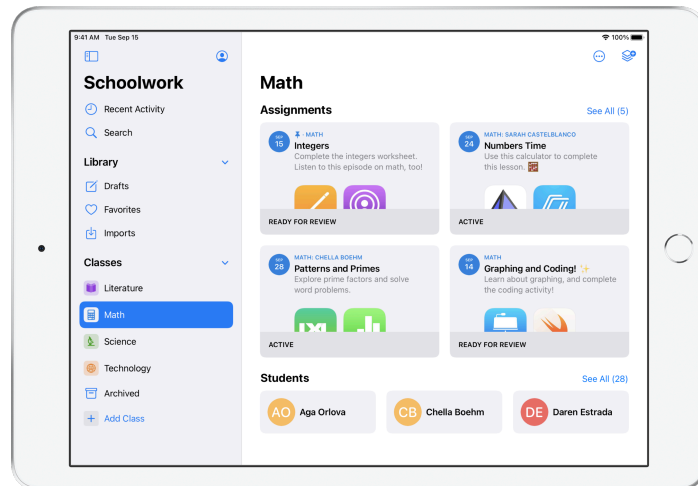 9:41 AM Tue Sep 15
100%
Schoolwork
Recent Activity
Search
Library
Drafts
Favorites
Imports
Classes
Literature
Math
Science
Technology
Archived
Add Class
Math
Assignments
See All (5)
SEP
15
· MATH
Integers
Complete the integers worksheet.
Listen to this episode on math, too!
READY FOR REVIEW
SEP
24
MATH: SARAH CASTELBLANCO
Numbers Time
Use this calculator to complete
this lesson. 🧮
ACTIVE
SEP
28
MATH: CHELLA BOEHM
Patterns and Primes
Explore prime factors and solve
word problems.
IXL
ACTIVE
SEP
14
MATH
Graphing and Coding! ✨
Learn about graphing, and complete
the coding activity!
READY FOR REVIEW
Students
See All (28)
AO Aga Orlova
CB Chella Boehm
DE Daren Estrada